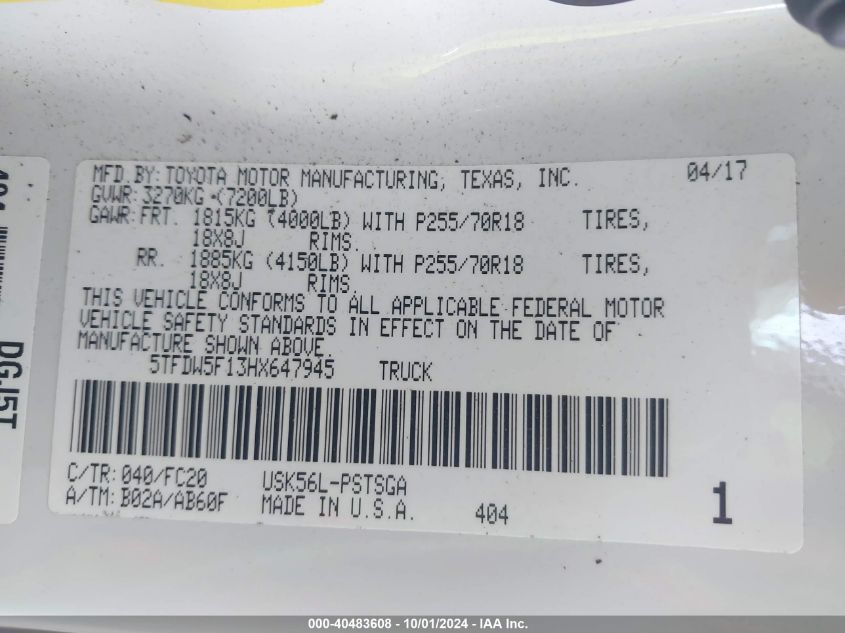 MFD.BY: TOYOTA MOTOR MANUFACTURING, TEXAS, INC. 04/17
GVWR: 3270KG (7200LB)
GAWR: FRT. 1815KG (4000LB) WITH P255/70R18 TIRES,
18X8J RIMS.
RR. 1885KG (4150LB) WITH P255/70R18 TIRES,
18X8J RIMS.
THIS VEHICLE CONFORMS TO ALL APPLICABLE FEDERAL MOTOR
VEHICLE SAFETY STANDARDS IN EFFECT ON THE DATE OF
MANUFACTURE SHOWN ABOVE.
5TFDW5F13HX647945 TRUCK
C/TR: 040/FC20 USK56L-PSTSGA
A/TM: B02A/AB60F MADE IN U.S.A. 404 1
DGJ5T
000-40483608 - 10/01/2024 - IAA Inc.